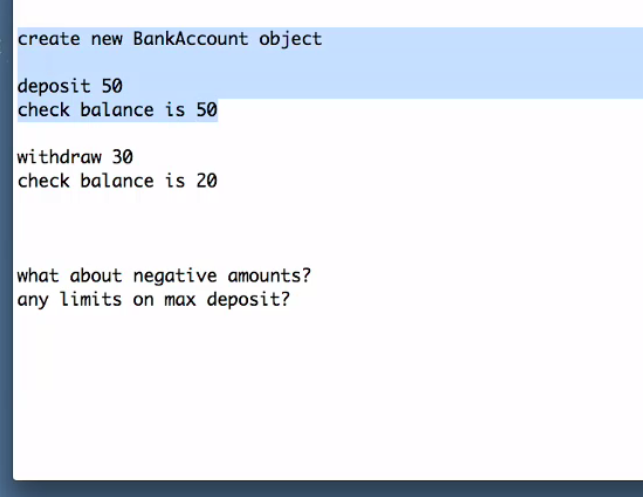 create new BankAccount object
deposit 50
check balance is 50
withdraw 30
check balance is 20
what about negative amounts?
any limits on max deposit?